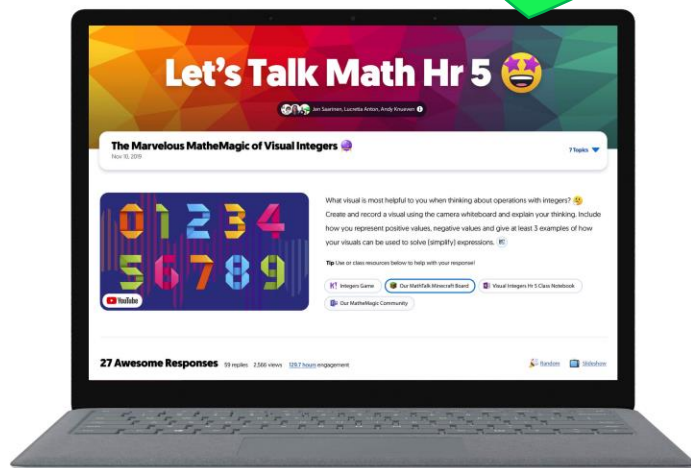 Let's Talk Math Hr 5 🤩
Jen Saarinen, Lucretia Anton, Andy Knueven
The Marvelous MatheMagic of Visual Integers 🔮
Nov 18, 2019
7 Topics
0 1 2 3 4
5 6 7 8 9
YouTube
What visual is most helpful to you when thinking about operations with integers? 🤔
Create and record a visual using the camera whiteboard and explain your thinking. Include
how you represent positive values, negative values and give at least 3 examples of how
your visuals can be used to solve (simplify) expressions.
Tip Use or class resources below to help with your response!
K! Integers Game
Our MathTalk Minecraft Board
Visual Integers Hr 5 Class Notebook
Our MatheMagic Community
27 Awesome Responses 59 replies 2,566 views 129.7 hours engagement
Random Slideshow